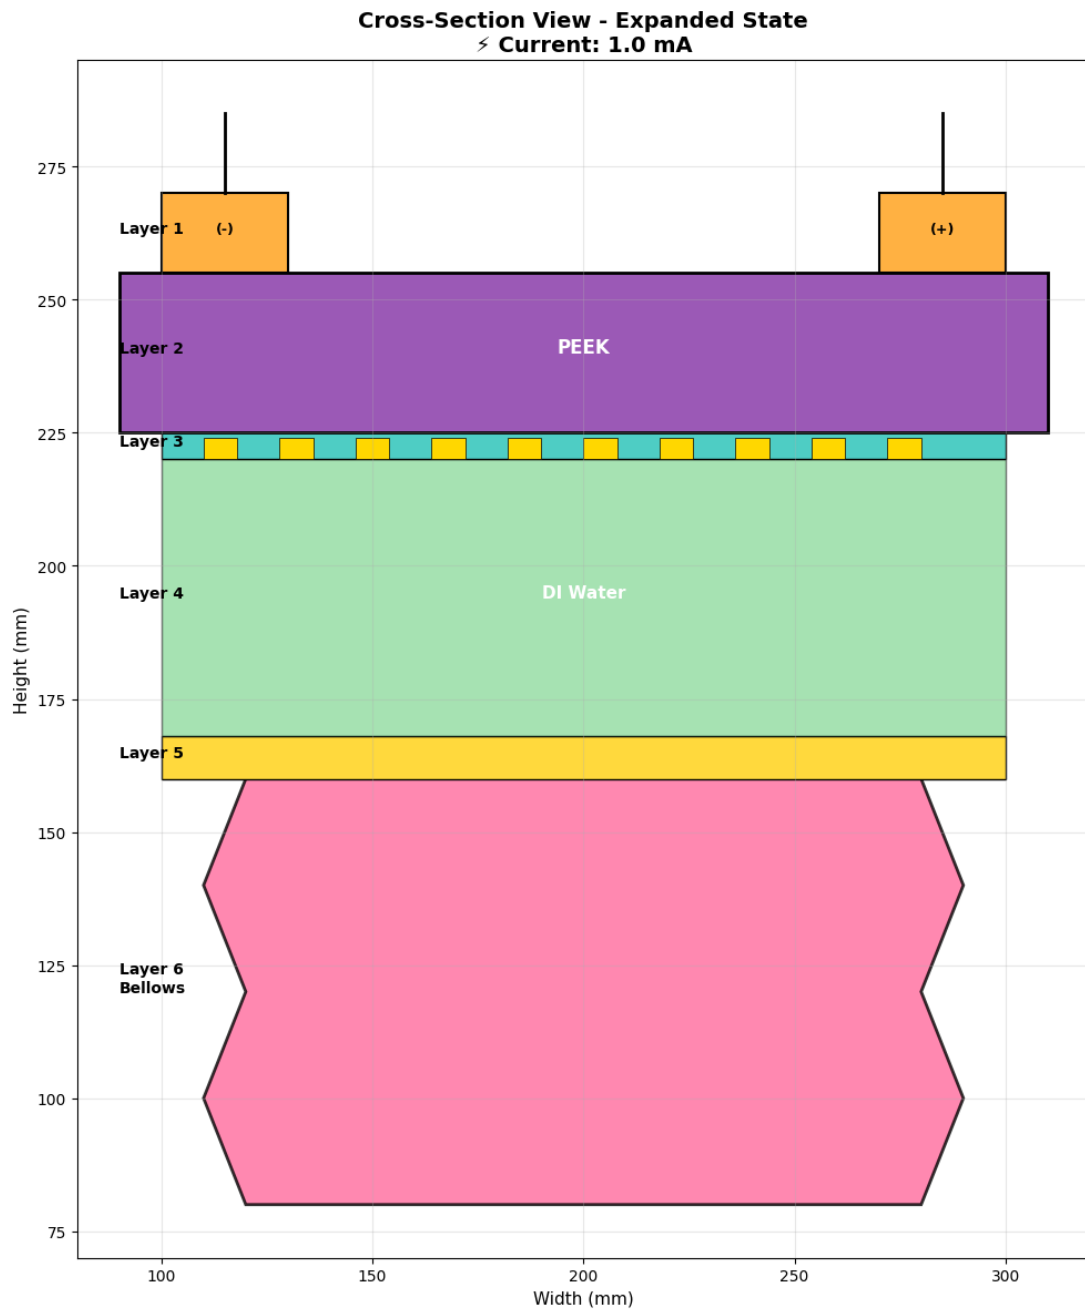 Cross-Section View - Expanded State
⚡ Current: 1.0 mA
275
Layer 1
(-)
(+)
250
Layer 2
PEEK
225
Layer 3
200
Layer 4
DI Water
175
Layer 5
150
125
Layer 6
Bellows
100
75
Height (mm)
100
150
200
250
300
Width (mm)